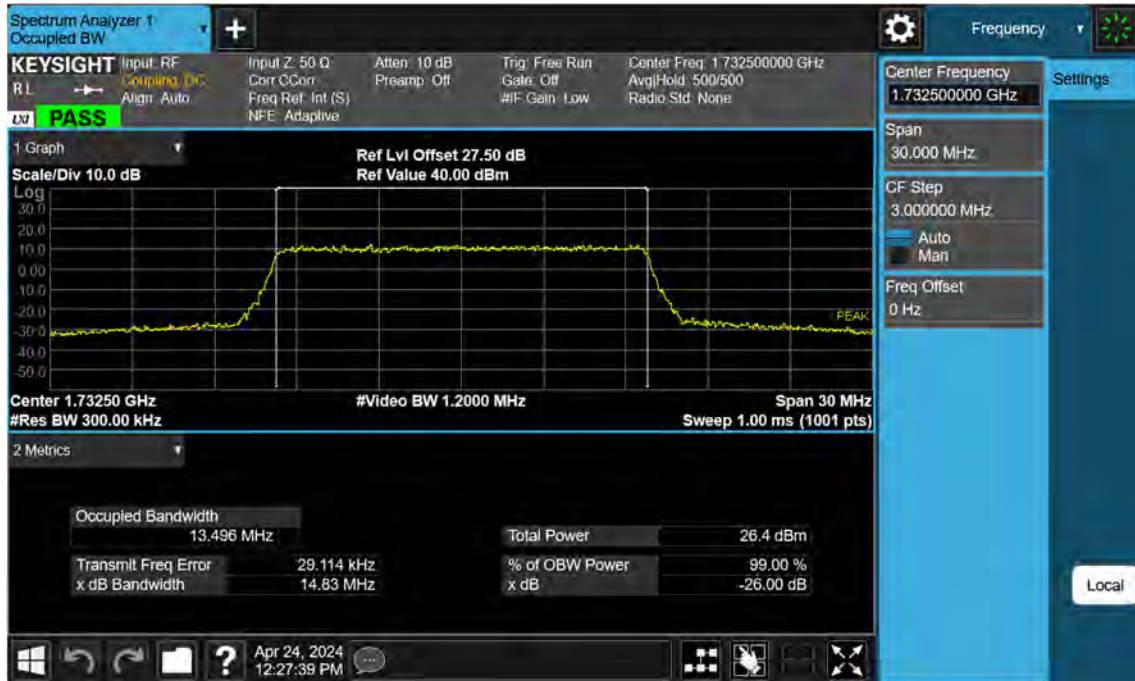 Spectrum Analyzer 1
Occupied BW
Frequency
KEYSIGHT
Input: RF
Coupling: DC
Align: Auto
Input Z: 50 Ω
Corr CCorr
Freq Ref: Int (S)
NFE: Adaptive
Atten: 10 dB
Preamp: Off
Trig: Free Run
Gate: Off
#IF Gain: Low
Center Freq: 1.732500000 GHz
Avg|Hold: 500/500
Radio Std: None
R L
LXI
PASS
Center Frequency
1.732500000 GHz
Settings
Span
30.000 MHz
CF Step
3.000000 MHz
Auto
Man
Freq Offset
0 Hz
1 Graph
Scale/Div 10.0 dB
Ref Lvl Offset 27.50 dB
Ref Value 40.00 dBm
Log
30.0
20.0
10.0
0.00
-10.0
-20.0
-30.0
-40.0
-50.0
PEAK
Center 1.73250 GHz
#Video BW 1.2000 MHz
Span 30 MHz
#Res BW 300.00 kHz
Sweep 1.00 ms (1001 pts)
2 Metrics
Occupied Bandwidth
13.496 MHz
Total Power 26.4 dBm
Transmit Freq Error 29.114 kHz
% of OBW Power 99.00 %
x dB Bandwidth 14.83 MHz
x dB -26.00 dB
Local
Apr 24, 2024
12:27:39 PM